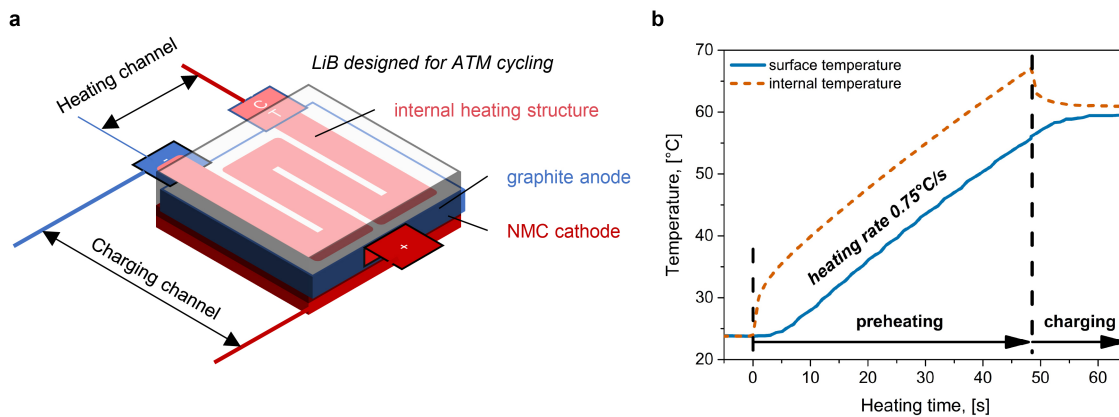 a
LiB designed for ATM cycling
Heating channel
internal heating structure
graphite anode
NMC cathode
Charging channel
TC
-
+
b
70
60
50
40
30
20
Temperature, [°C]
surface temperature
internal temperature
heating rate 0.75°C/s
preheating
charging
0
10
20
30
40
50
60
Heating time, [s]